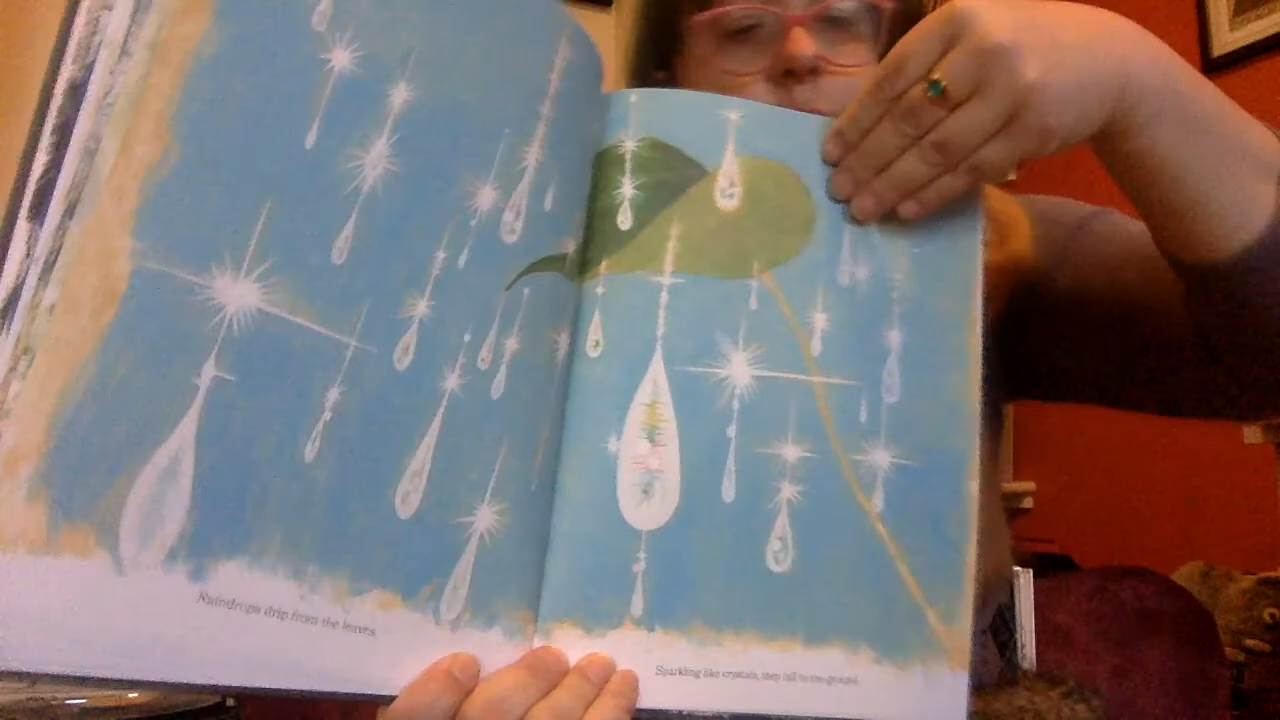 Raindrops drip from the leaves.
Sparkling like crystals, they fall to the ground.